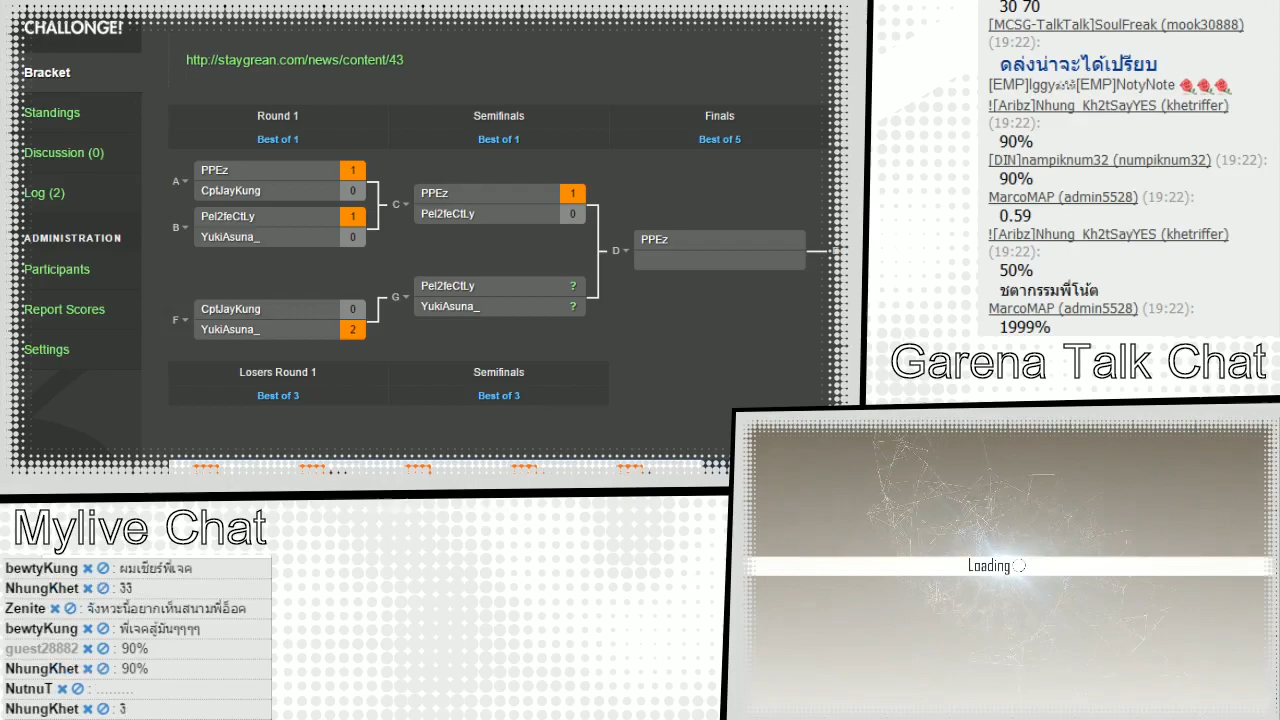 CHALLONGE!
Bracket
Standings
Discussion (0)
Log (2)
ADMINISTRATION
Participants
Report Scores
Settings
http://staygrean.com/news/content/43
Round 1 Semifinals Finals
Best of 1 Best of 1 Best of 5
A
PPEz 1
CptJayKung 0
B
Pel2feCtLy 1
YukiAsuna_ 0
C
PPEz 1
Pel2feCtLy 0
D
PPEz
F
CptJayKung 0
YukiAsuna_ 2
G
Pel2feCtLy ?
YukiAsuna_ ?
Losers Round 1 Semifinals
Best of 3 Best of 3
30 70
[MCSG-TalkTalk]SoulFreak (mook30888)
(19:22):
ดล่งน่าจะได้เปรียบ
[EMP]NotyNote
![Aribz]Nhung_Kh2tSayYES (khetriffer)
(19:22):
90%
[DIN]nampiknum32 (numpiknum32) (19:22):
90%
MarcoMAP (admin5528) (19:22):
0.59
![Aribz]Nhung_Kh2tSayYES (khetriffer)
(19:22):
50%
ชตากรรมพี่โน้ต
MarcoMAP (admin5528) (19:22):
1999%
Garena Talk Chat
Mylive Chat
bewtyKung : ผมเชียร์พี่เจค
NhungKhet : งิงิ
Zenite : จังหวะนี้อยากเห็นสนามพี่อ็อค
bewtyKung : พี่เจคสู้มันๆๆๆๆ
guest28882 : 90%
NhungKhet : 90%
NutnuT : .........
NhungKhet : งิ
Loading